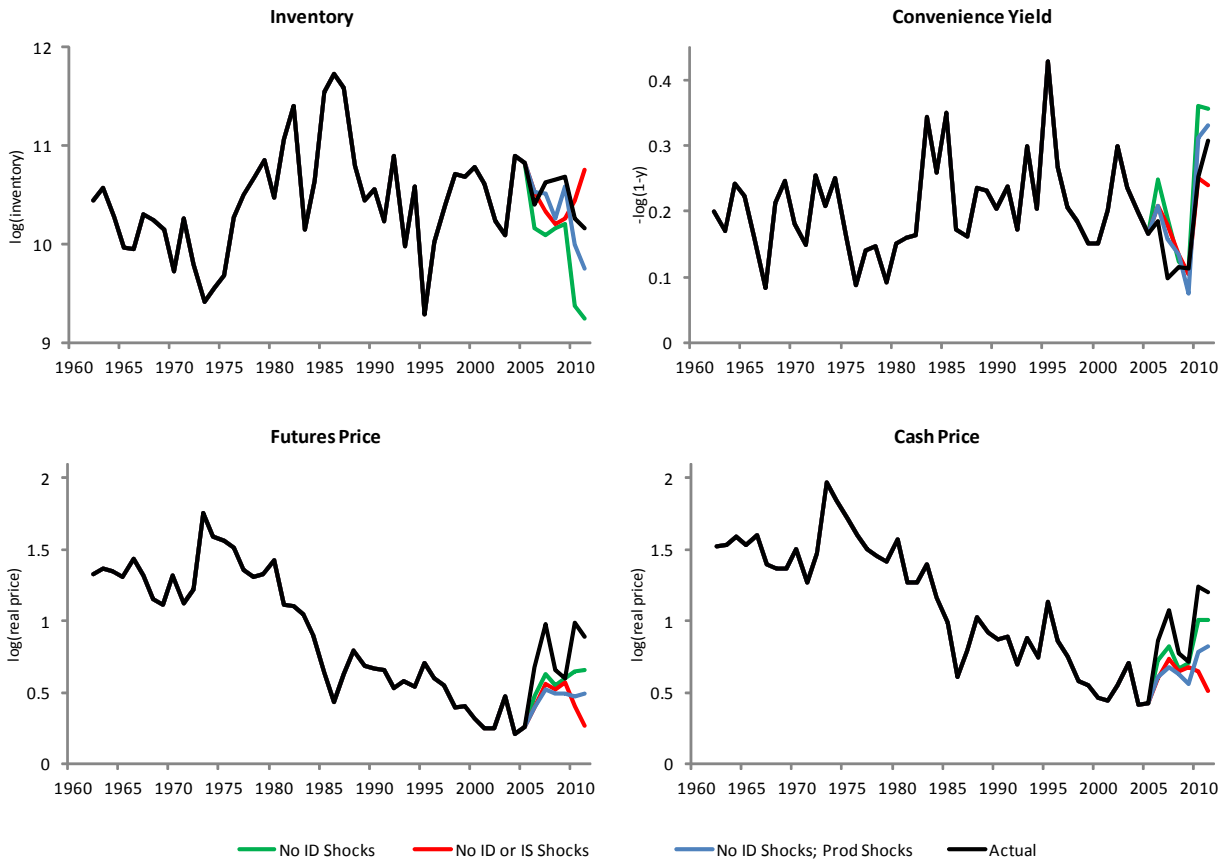 Inventory
log(inventory)
12
11
10
9
1960 1965 1970 1975 1980 1985 1990 1995 2000 2005 2010
Convenience Yield
-log(1-y)
0.4
0.3
0.2
0.1
0
1960 1965 1970 1975 1980 1985 1990 1995 2000 2005 2010
Futures Price
log(real price)
2
1.5
1
0.5
0
1960 1965 1970 1975 1980 1985 1990 1995 2000 2005 2010
Cash Price
log(real price)
2
1.5
1
0.5
0
1960 1965 1970 1975 1980 1985 1990 1995 2000 2005 2010
No ID Shocks No ID or IS Shocks No ID Shocks; Prod Shocks Actual